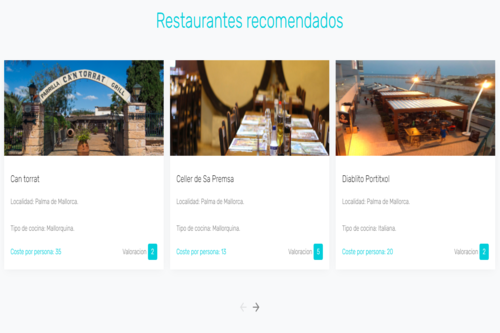 Restaurantes recomendados
PARRILLA CAN TORRAT GRILL
Can torrat
Localidad: Palma de Mallorca.
Tipo de cocina: Mallorquina.
Coste por persona: 35
Valoracion 2
Celler de Sa Premsa
Localidad: Palma de Mallorca.
Tipo de cocina: Mallorquina.
Coste por persona: 13
Valoracion 5
Diablito Portitxol
Localidad: Palma de Mallorca.
Tipo de cocina: Italiana.
Coste por persona: 20
Valoracion 2